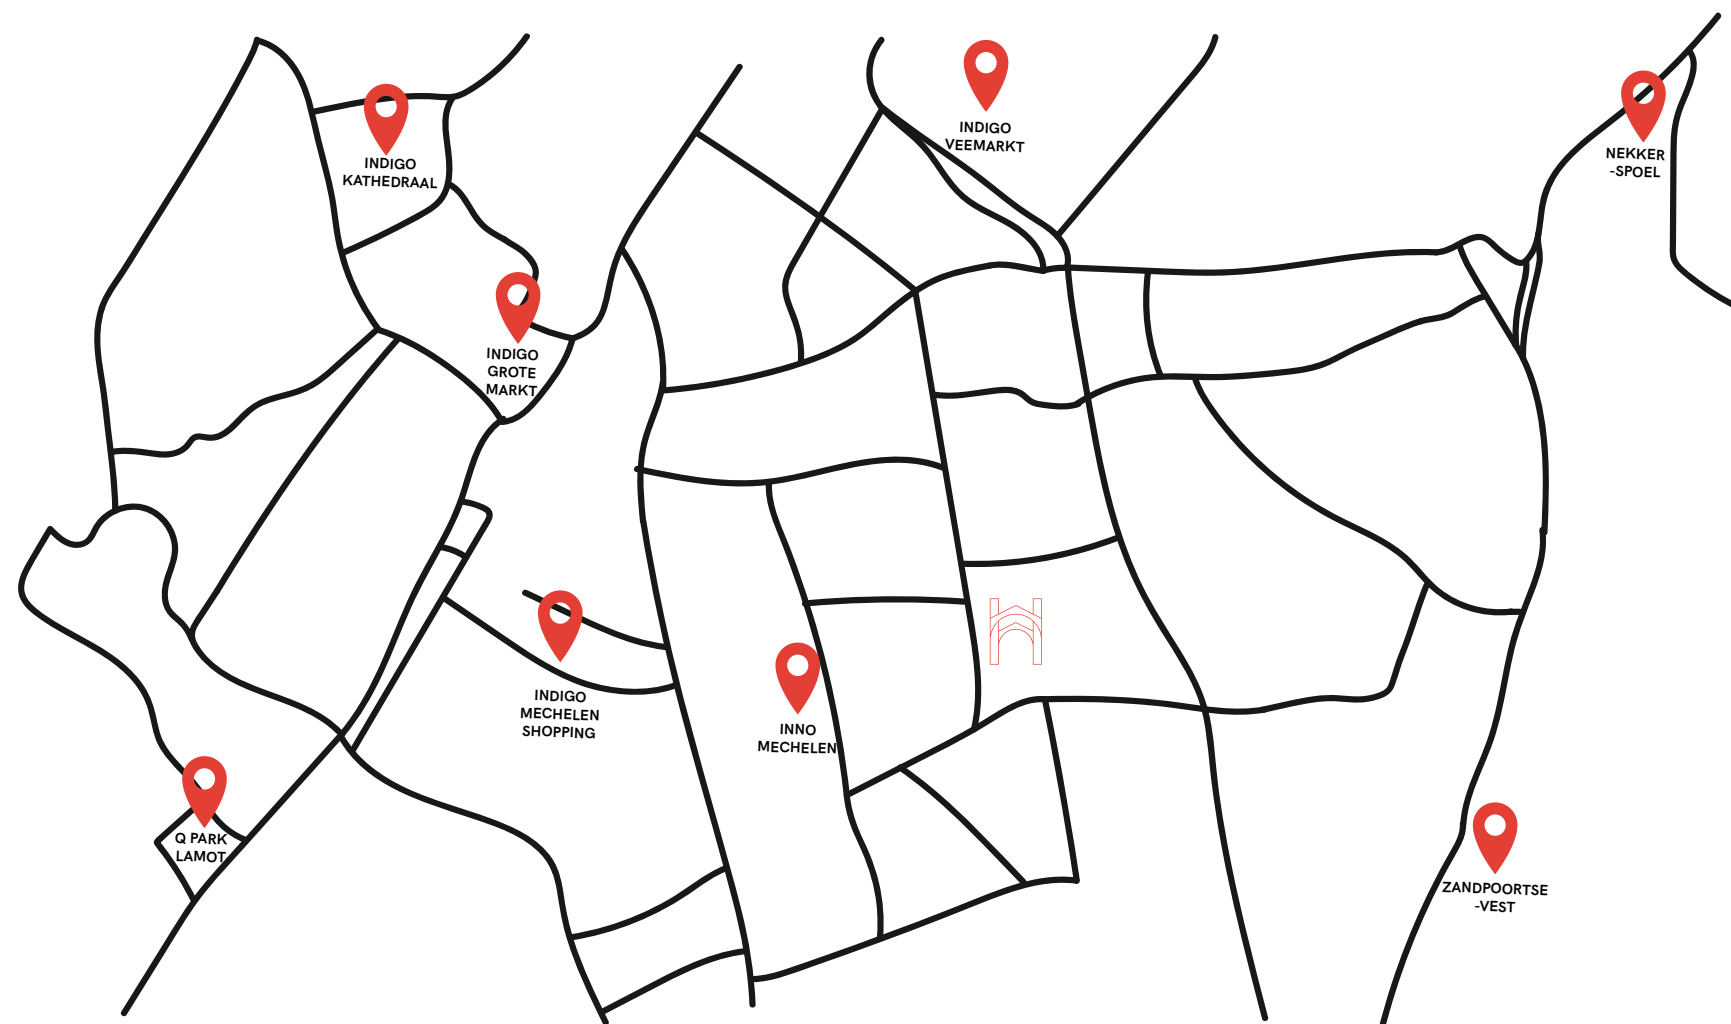 INDIGO
VEEMARKT
INDIGO
KATHEDRAAL
NEKKER
-SPOEL
INDIGO
GROTE
MARKT
INDIGO
MECHELEN
SHOPPING
INNO
MECHELEN
Q PARK
LAMOT
ZANDPOORTSE
-VEST